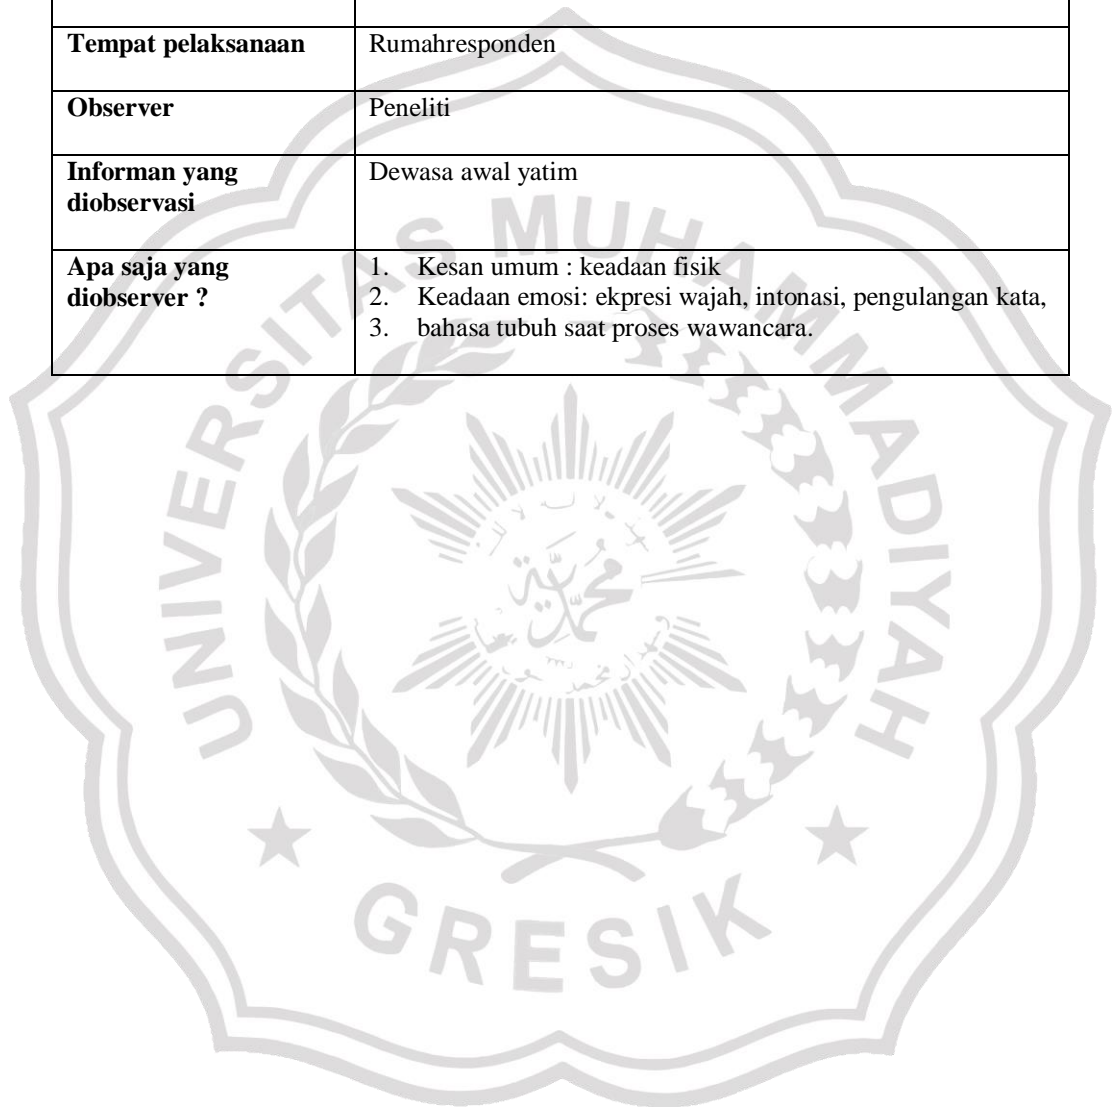 Tempat pelaksanaan
Rumahresponden
Observer
Peneliti
Informan yang
diobservasi
Dewasa awal yatim
Apa saja yang
diobserver ?
1. Kesan umum : keadaan fisik
2. Keadaan emosi: ekpresi wajah, intonasi, pengulangan kata,
3. bahasa tubuh saat proses wawancara.
UNIVERSITAS MUHAMMADIYAH
GRESIK
محمد